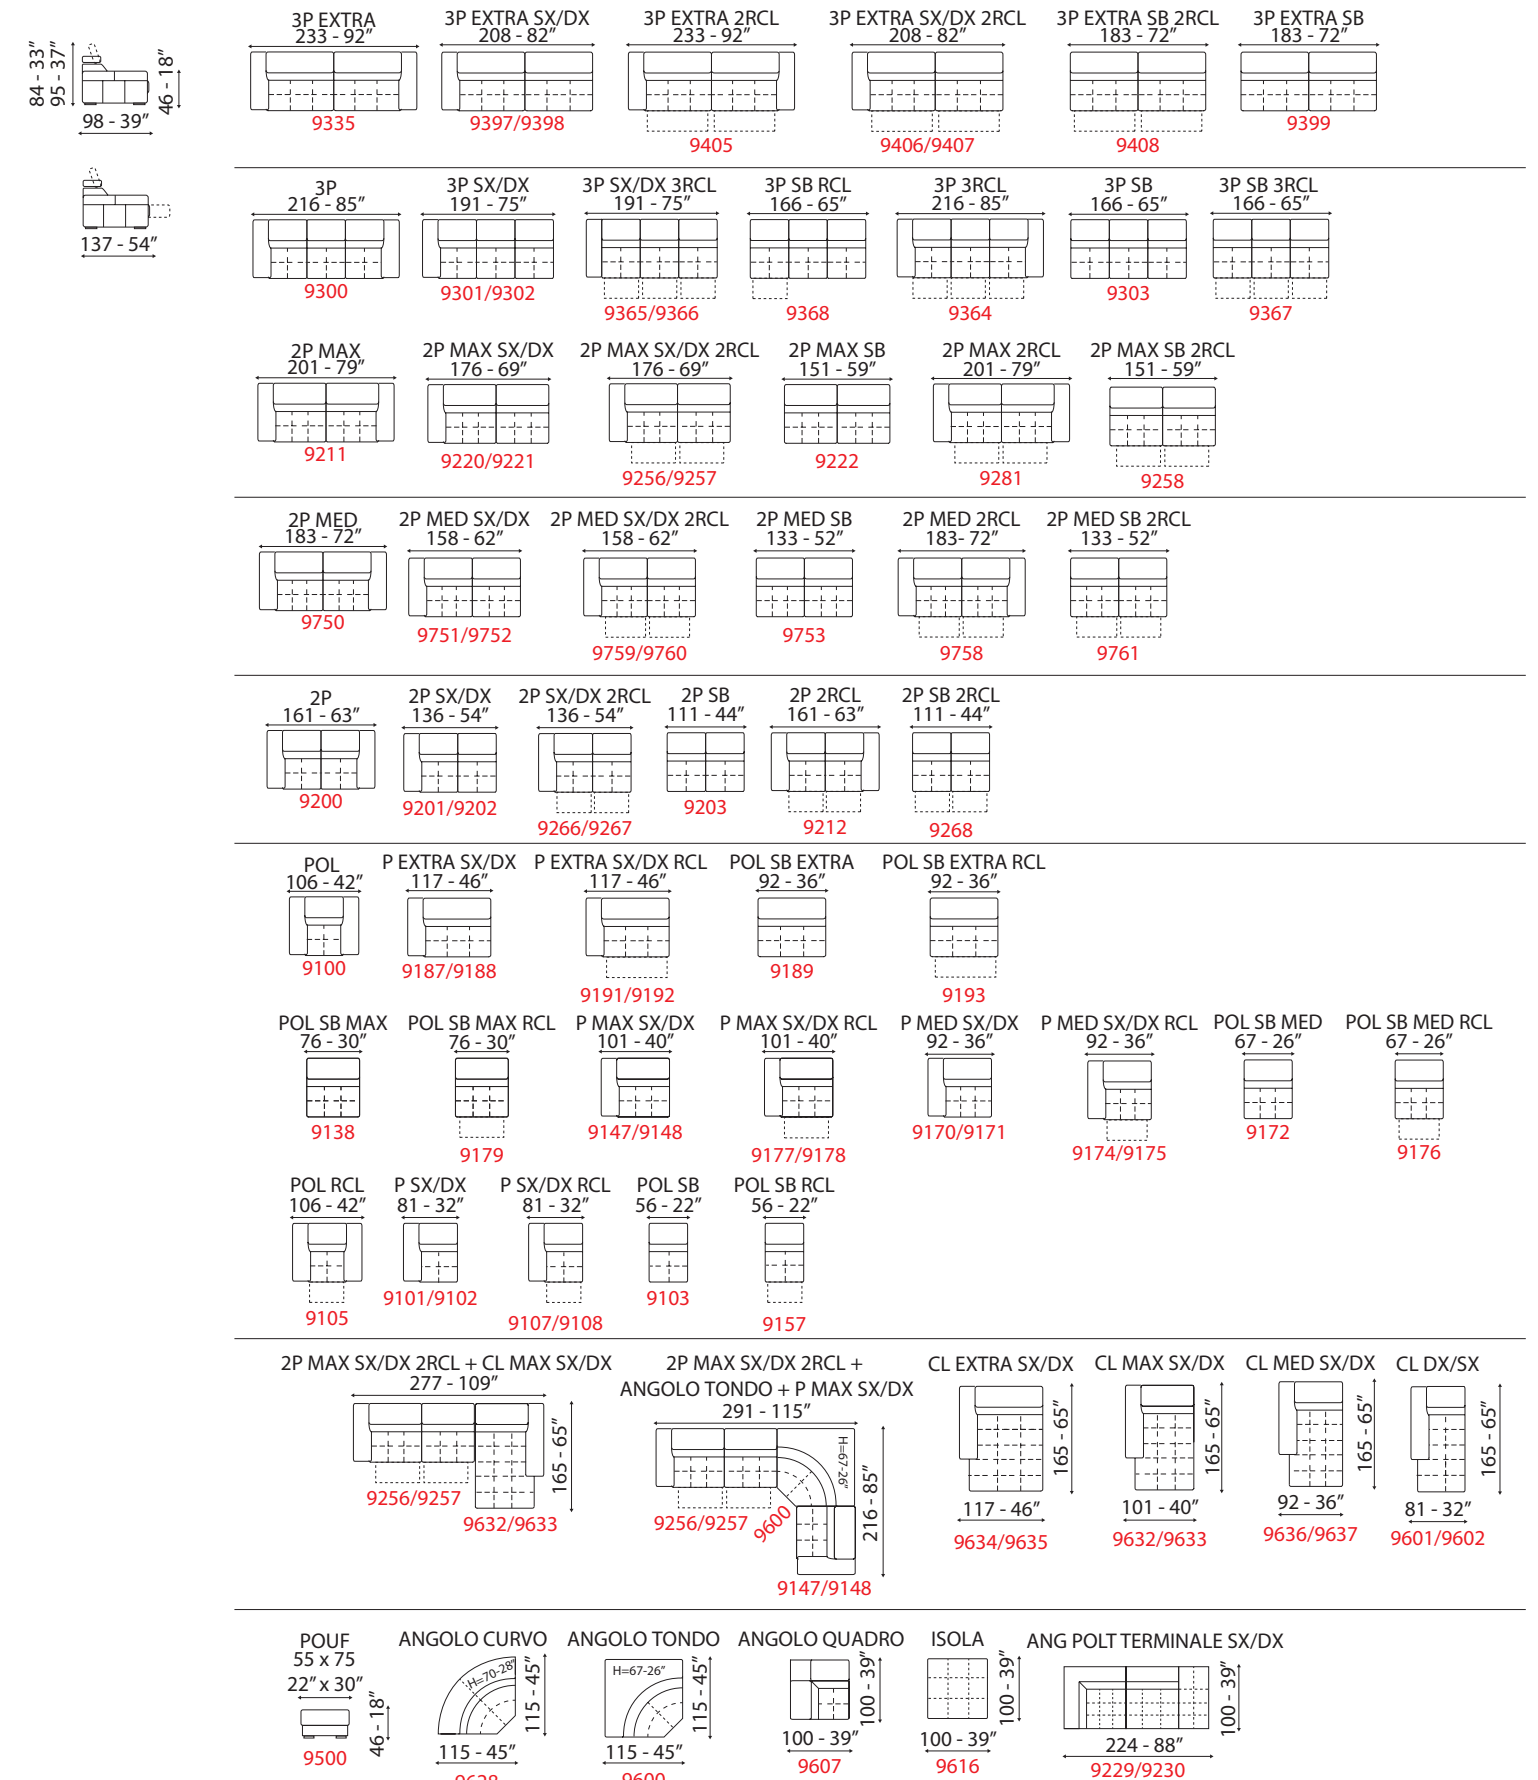 84 - 33”
95 - 37”
46 - 18”
98 - 39”
137 - 54”
3P EXTRA
233 - 92”
9335
3P EXTRA SX/DX
208 - 82”
9397/9398
3P EXTRA 2RCL
233 - 92”
9405
3P EXTRA SX/DX 2RCL
208 - 82”
9406/9407
3P EXTRA SB 2RCL
183 - 72”
9408
3P EXTRA SB
183 - 72”
9399
3P
216 - 85”
9300
3P SX/DX
191 - 75”
9301/9302
3P SX/DX 3RCL
191 - 75”
9365/9366
3P SB RCL
166 - 65”
9368
3P 3RCL
216 - 85”
9364
3P SB
166 - 65”
9303
3P SB 3RCL
166 - 65”
9367
2P MAX
201 - 79”
9211
2P MAX SX/DX
176 - 69”
9220/9221
2P MAX SX/DX 2RCL
176 - 69”
9256/9257
2P MAX SB
151 - 59”
9222
2P MAX 2RCL
201 - 79”
9281
2P MAX SB 2RCL
151 - 59”
9258
2P MED
183 - 72”
9750
2P MED SX/DX
158 - 62”
9751/9752
2P MED SX/DX 2RCL
158 - 62”
9759/9760
2P MED SB
133 - 52”
9753
2P MED 2RCL
183- 72”
9758
2P MED SB 2RCL
133 - 52”
9761
2P
161 - 63”
9200
2P SX/DX
136 - 54”
9201/9202
2P SX/DX 2RCL
136 - 54”
9266/9267
2P SB
111 - 44”
9203
2P 2RCL
161 - 63”
9212
2P SB 2RCL
111 - 44”
9268
POL
106 - 42”
9100
P EXTRA SX/DX
117 - 46”
9187/9188
P EXTRA SX/DX RCL
117 - 46”
9191/9192
POL SB EXTRA
92 - 36”
9189
POL SB EXTRA RCL
92 - 36”
9193
POL SB MAX
76 - 30”
9138
POL SB MAX RCL
76 - 30”
9179
P MAX SX/DX
101 - 40”
9147/9148
P MAX SX/DX RCL
101 - 40”
9177/9178
P MED SX/DX
92 - 36”
9170/9171
P MED SX/DX RCL
92 - 36”
9174/9175
POL SB MED
67 - 26”
9172
POL SB MED RCL
67 - 26”
9176
POL RCL
106 - 42”
9105
P SX/DX
81 - 32”
9101/9102
P SX/DX RCL
81 - 32”
9107/9108
POL SB
56 - 22”
9103
POL SB RCL
56 - 22”
9157
2P MAX SX/DX 2RCL + CL MAX SX/DX
277 - 109”
165 - 65”
9256/9257
9632/9633
2P MAX SX/DX 2RCL +
ANGOLO TONDO + P MAX SX/DX
291 - 115”
H=67-26”
216 - 85”
9256/9257
9600
9147/9148
CL EXTRA SX/DX
165 - 65”
117 - 46”
9634/9635
CL MAX SX/DX
165 - 65”
101 - 40”
9632/9633
CL MED SX/DX
165 - 65”
92 - 36”
9636/9637
CL DX/SX
165 - 65”
81 - 32”
9601/9602
POUF
55 x 75
22” x 30”
46 - 18”
9500
ANGOLO CURVO
H=70-28”
115 - 45”
115 - 45”
9628
ANGOLO TONDO
H=67-26”
115 - 45”
115 - 45”
9600
ANGOLO QUADRO
100 - 39”
100 - 39”
9607
ISOLA
100 - 39”
100 - 39”
9616
ANG POLT TERMINALE SX/DX
100 - 39”
224 - 88”
9229/9230